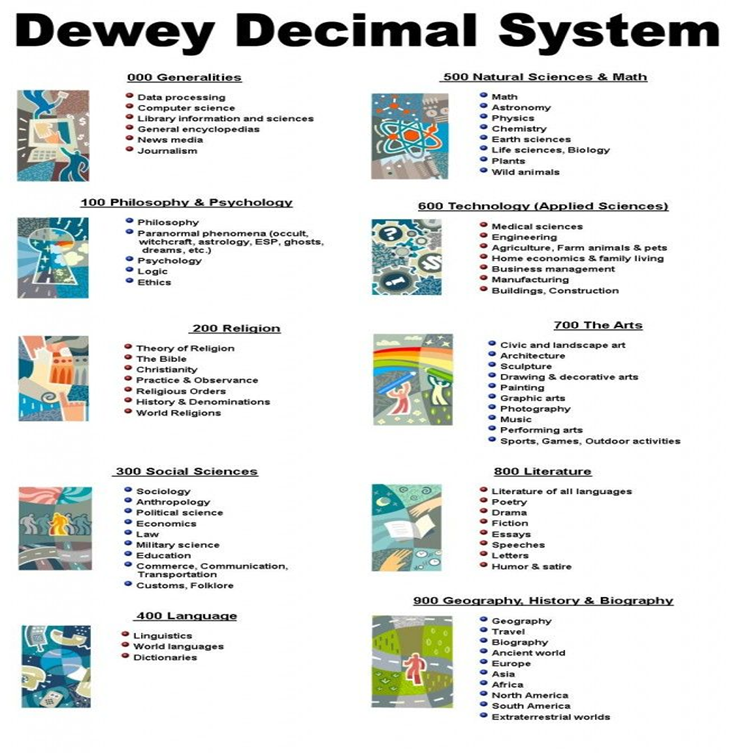 Dewey Decimal System
000 Generalities
Data processing
Computer science
Library information and sciences
General encyclopedias
News media
Journalism
100 Philosophy & Psychology
Philosophy
Paranormal phenomena (occult,
witchcraft, astrology, ESP, ghosts,
dreams, etc.)
Psychology
Logic
Ethics
200 Religion
Theory of Religion
The Bible
Christianity
Practice & Observance
Religious Orders
History & Denominations
World Religions
300 Social Sciences
Sociology
Anthropology
Political science
Economics
Law
Military science
Education
Commerce, Communication,
Transportation
Customs, Folklore
400 Language
Linguistics
World languages
Dictionaries
500 Natural Sciences & Math
Math
Astronomy
Physics
Chemistry
Earth sciences
Life sciences, Biology
Plants
Wild animals
600 Technology (Applied Sciences)
Medical sciences
Engineering
Agriculture, Farm animals & pets
Home economics & family living
Business management
Manufacturing
Buildings, Construction
700 The Arts
Civic and landscape art
Architecture
Sculpture
Drawing & decorative arts
Painting
Graphic arts
Photography
Music
Performing arts
Sports, Games, Outdoor activities
800 Literature
Literature of all languages
Poetry
Drama
Fiction
Essays
Speeches
Letters
Humor & satire
900 Geography, History & Biography
Geography
Travel
Biography
Ancient world
Europe
Asia
Africa
North America
South America
Extraterrestrial worlds